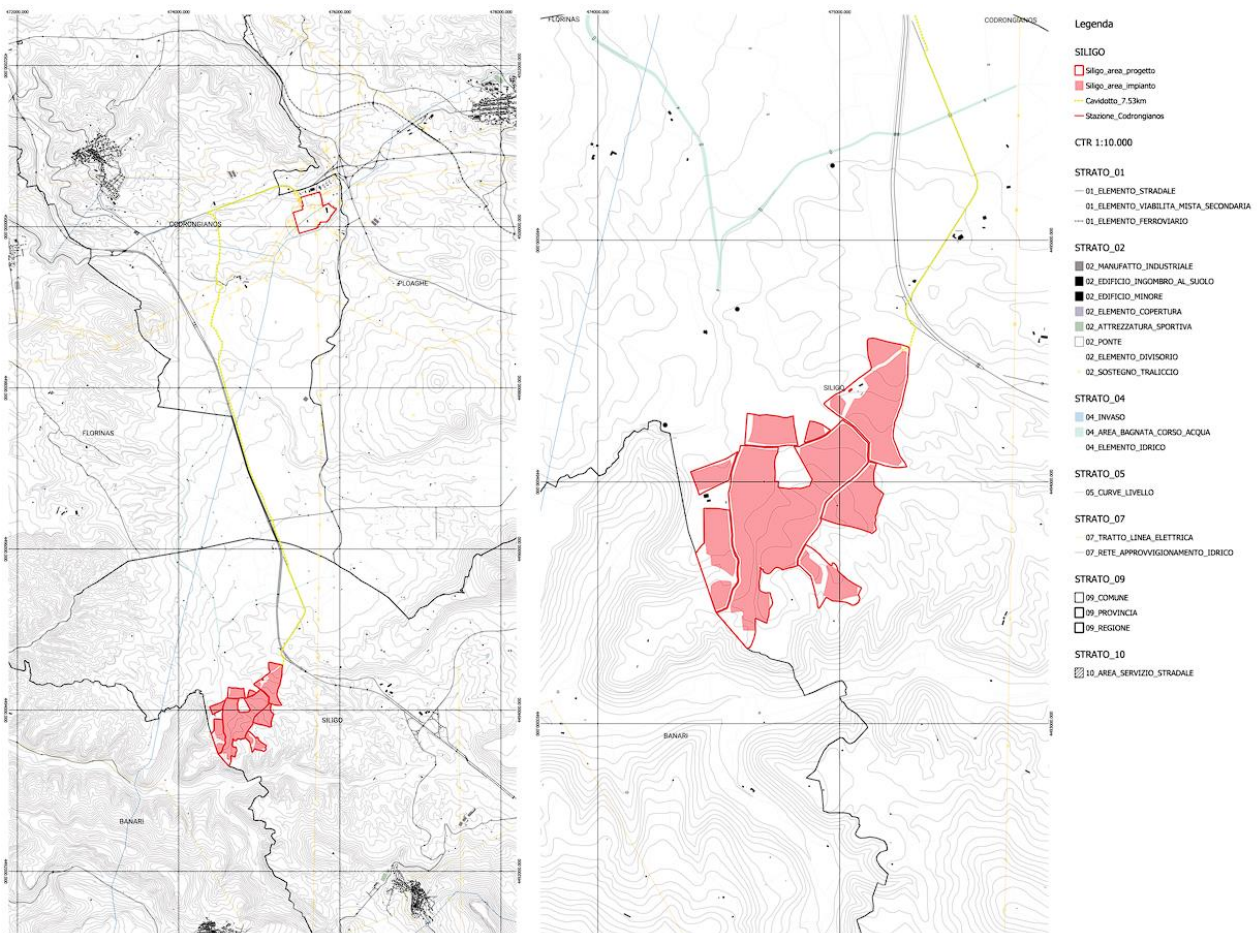 CODRONGIANOS
PLOAGHE
FLORINAS
SILIGO
BANARI
FLORINAS
CODRONGIANOS
SILIGO
BANARI
Legenda
SILIGO
Siligo_area_progetto
Siligo_area_impianto
Cavidotto_7.53km
Stazione_Codrongianos
CTR 1:10.000
STRATO_01
01_ELEMENTO_STRADALE
01_ELEMENTO_VIABILITA_MISTA_SECONDARIA
01_ELEMENTO_FERROVIARIO
STRATO_02
02_MANUFATTO_INDUSTRIALE
02_EDIFICIO_INGOMBRO_AL_SUOLO
02_EDIFICIO_MINORE
02_ELEMENTO_COPERTURA
02_ATTREZZATURA_SPORTIVA
02_PONTE
02_ELEMENTO_DIVISORIO
02_SOSTEGNO_TRALICCIO
STRATO_04
04_INVASO
04_AREA_BAGNATA_CORSO_ACQUA
04_ELEMENTO_IDRICO
STRATO_05
05_CURVE_LIVELLO
STRATO_07
07_TRATTO_LINEA_ELETTRICA
07_RETE_APPROVVIGIONAMENTO_IDRICO
STRATO_09
09_COMUNE
09_PROVINCIA
09_REGIONE
STRATO_10
10_AREA_SERVIZIO_STRADALE